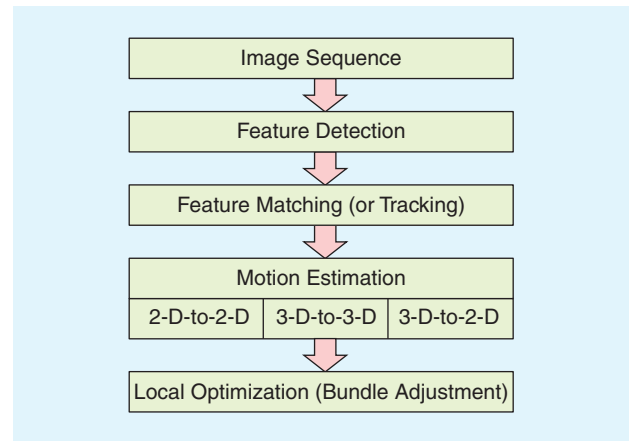 Image Sequence
Feature Detection
Feature Matching (or Tracking)
Motion Estimation
2-D-to-2-D 3-D-to-3-D 3-D-to-2-D
Local Optimization (Bundle Adjustment)